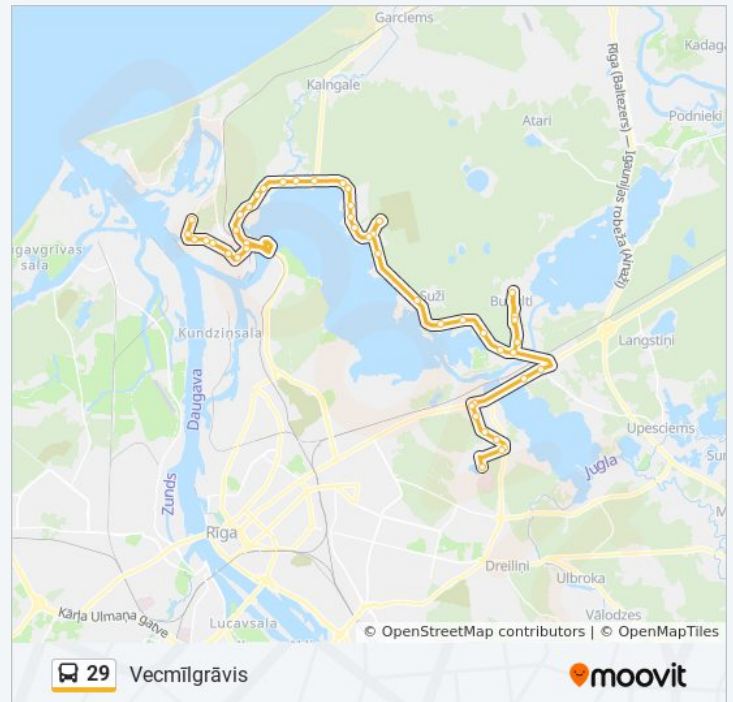 Garciems
Kadaga
Kalngale
Rīga (Baltezers) — Igaunijas robeža (Ainaži)
Podnieki
Atari
gavgrīvas
sala
Suži
Bukulti
Kundziņsala
Langstiņi
Daugava
Upesciems
Jugla
Zunds
Rīga
Dreiliņi
Ulbroka
Vālodzes
Kārļa Ulmaņa gatve
Lucavsala
© OpenStreetMap contributors | © OpenMapTiles
29 Vecmīlgrāvis
moovit